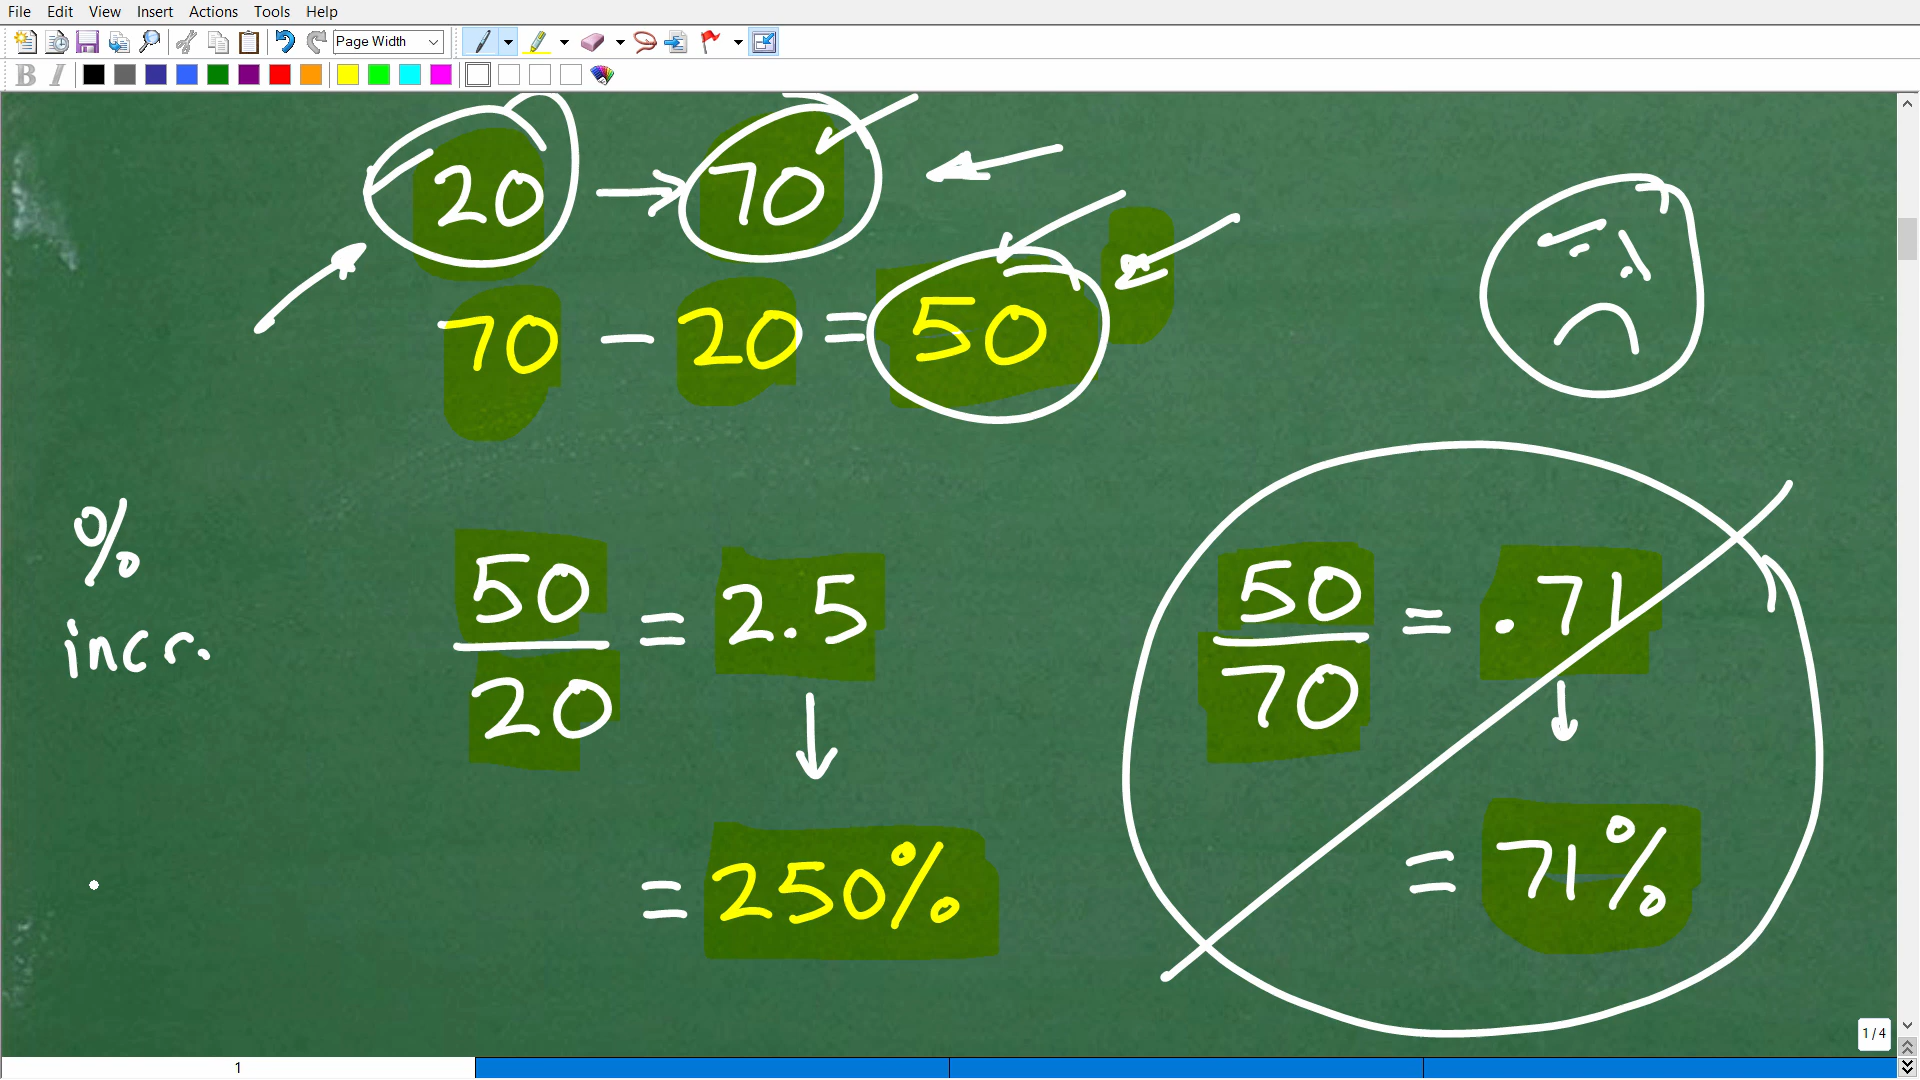 File Edit View Insert Actions Tools Help
Page Width
B I
20 → 70
70 - 20 = 50
% incr.
50/20 = 2.5
= 250%
50/70 = .71
= 71%
1 / 4
1